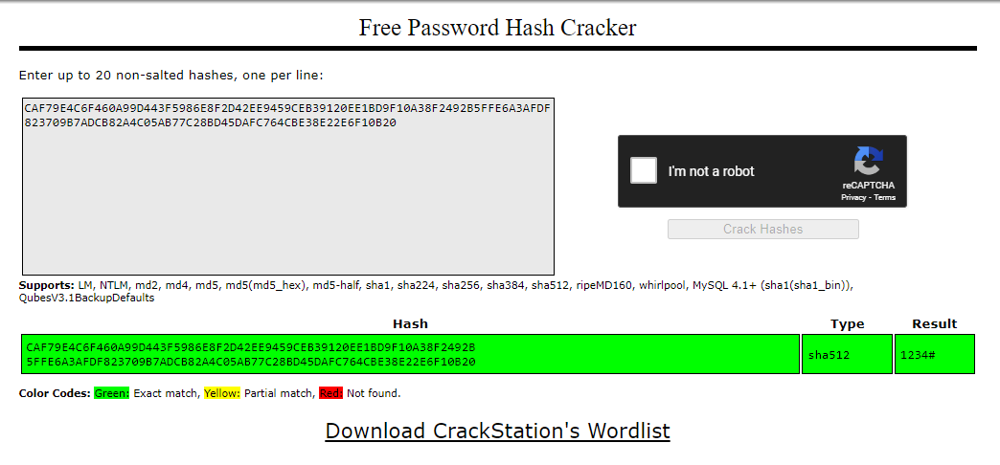 Free Password Hash Cracker
Enter up to 20 non-salted hashes, one per line:
CAF79E4C6F460A99D443F5986E8F2D42EE9459CEB39120EE1BD9F10A38F2492B5FFE6A3AFDF
823709B7ADCB82A4C05AB77C28BD45DAFC764CBE38E22E6F10B20
I'm not a robot
reCAPTCHA
Privacy - Terms
Crack Hashes
Supports: LM, NTLM, md2, md4, md5, md5(md5_hex), md5-half, sha1, sha224, sha256, sha384, sha512, ripeMD160, whirlpool, MySQL 4.1+ (sha1(sha1_bin)),
QubesV3.1BackupDefaults
Hash Type Result
CAF79E4C6F460A99D443F5986E8F2D42EE9459CEB39120EE1BD9F10A38F2492B
5FFE6A3AFDF823709B7ADCB82A4C05AB77C28BD45DAFC764CBE38E22E6F10B20
sha512
1234#
Color Codes: Green: Exact match, Yellow: Partial match, Red: Not found.
Download CrackStation's Wordlist